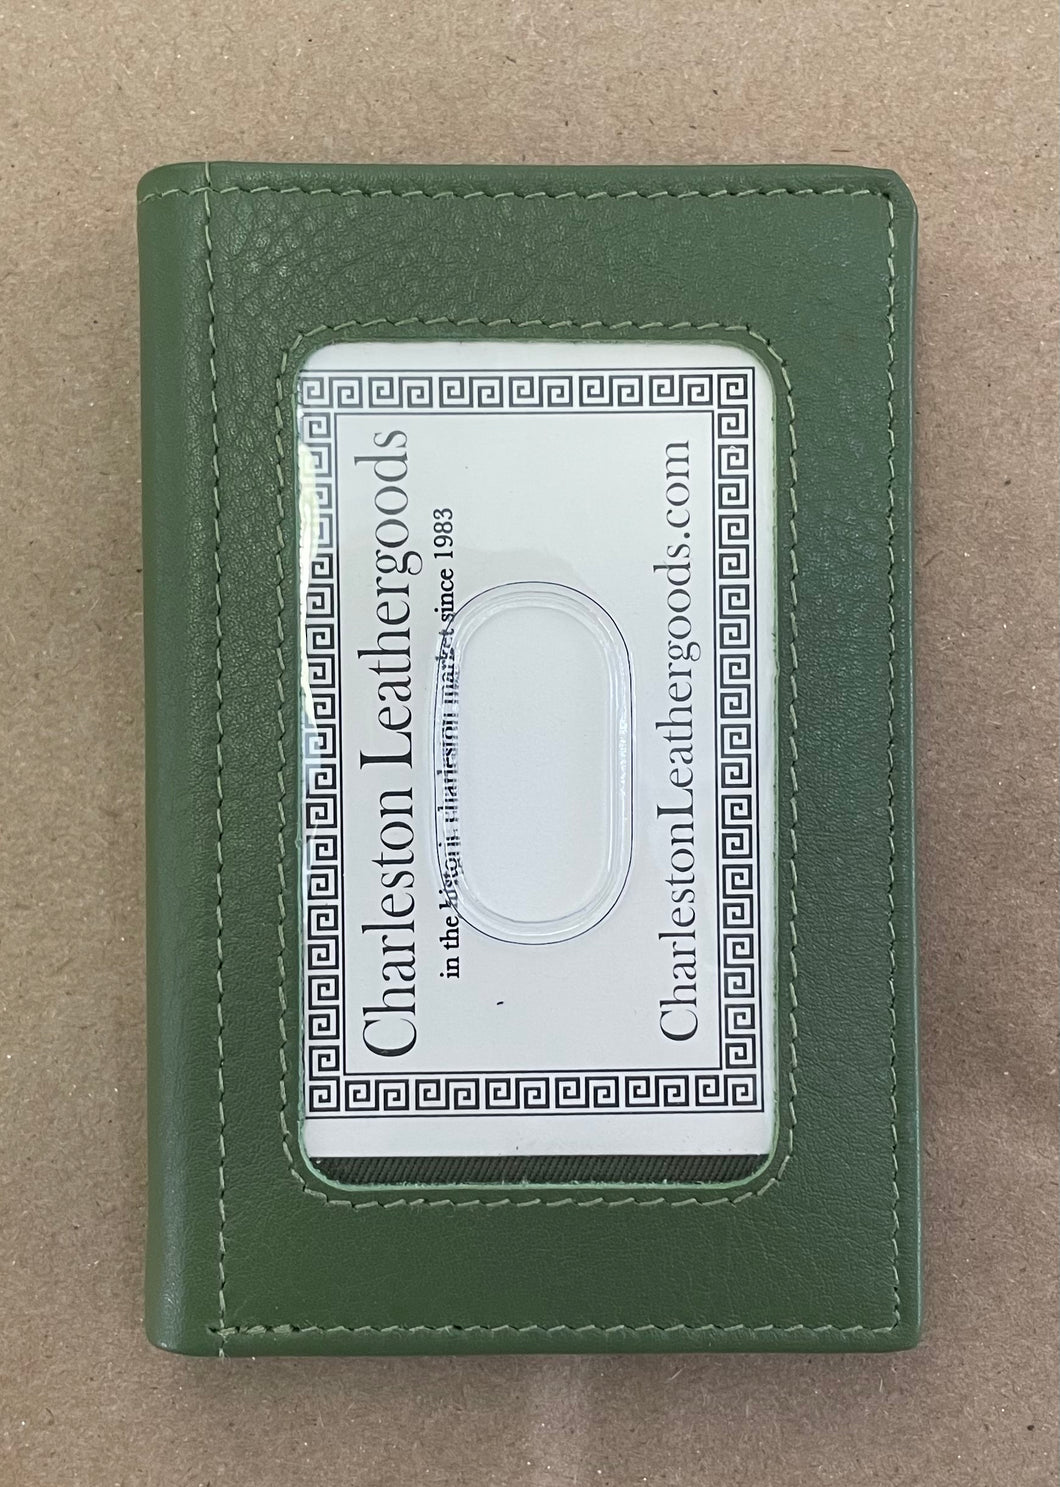 Charleston Leathergoods
in the historic charleston market since 1983
CharlestonLeathergoods.com